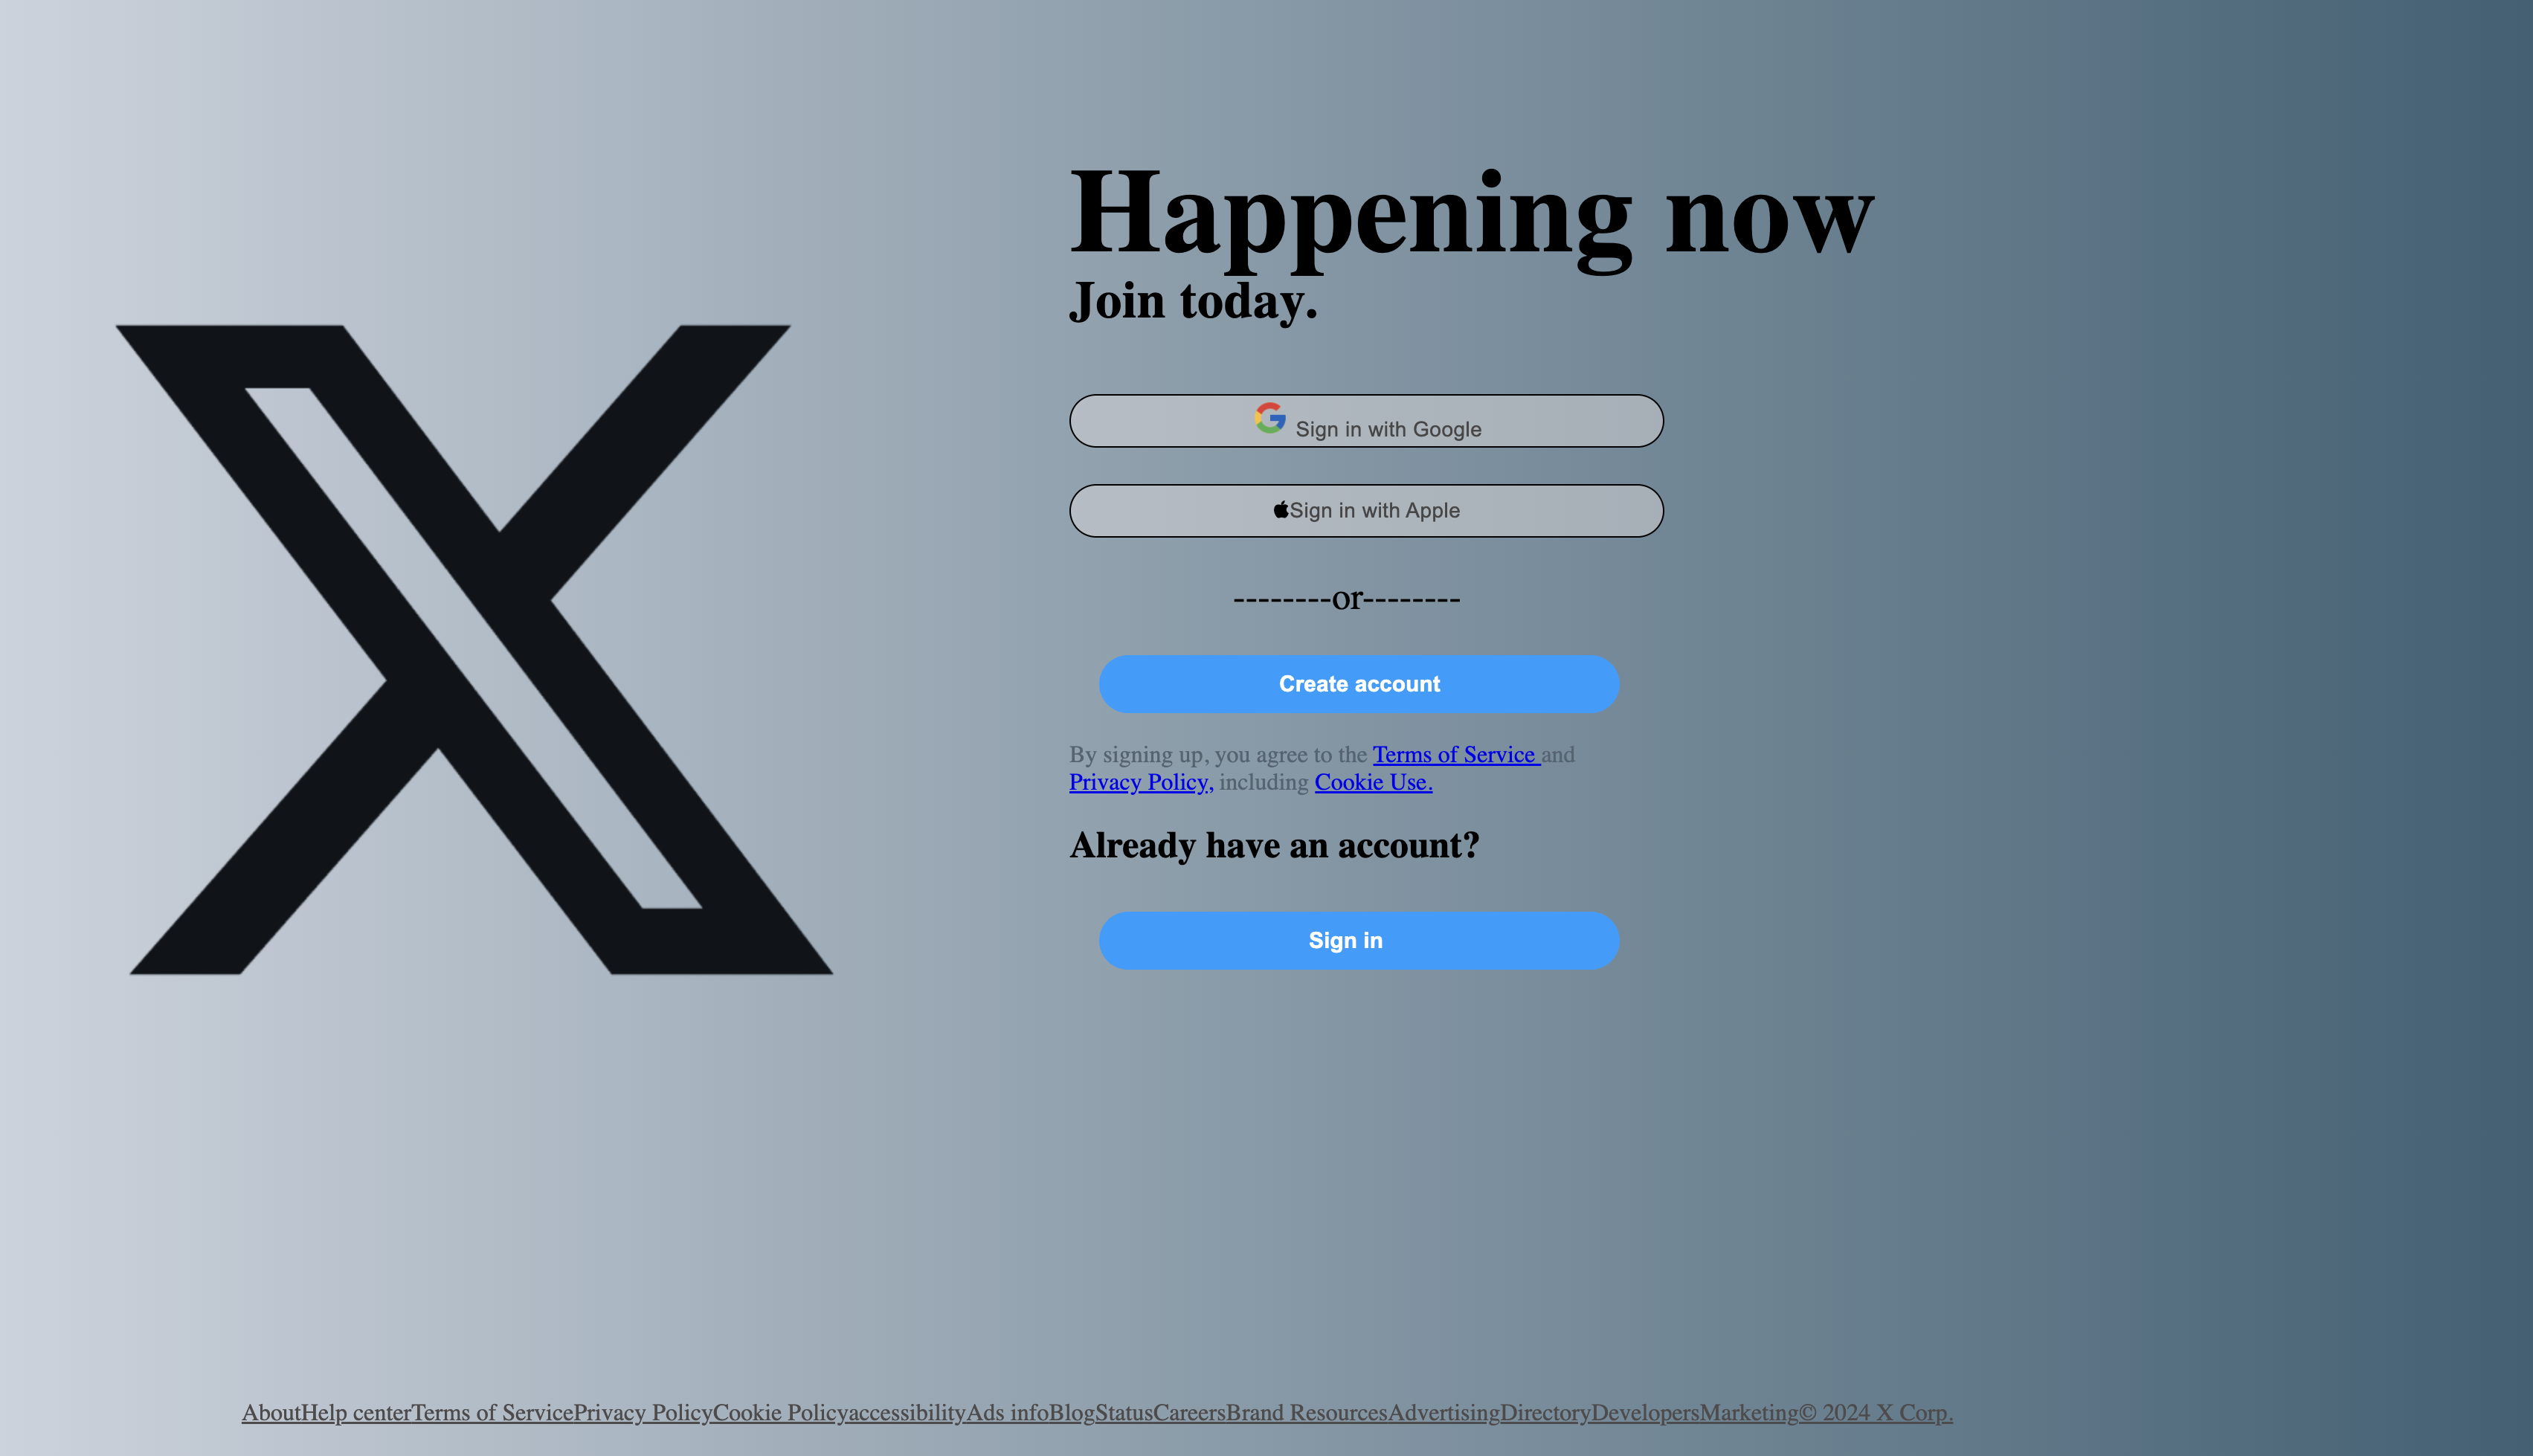 Happening now
Join today.
Sign in with Google
Sign in with Apple
--------or--------
Create account
By signing up, you agree to the Terms of Service and
Privacy Policy, including Cookie Use.
Already have an account?
Sign in
AboutHelp centerTerms of ServicePrivacy PolicyCookie PolicyaccessibilityAds infoBlogStatusCareersBrand ResourcesAdvertisingDirectoryDevelopersMarketing© 2024 X Corp.